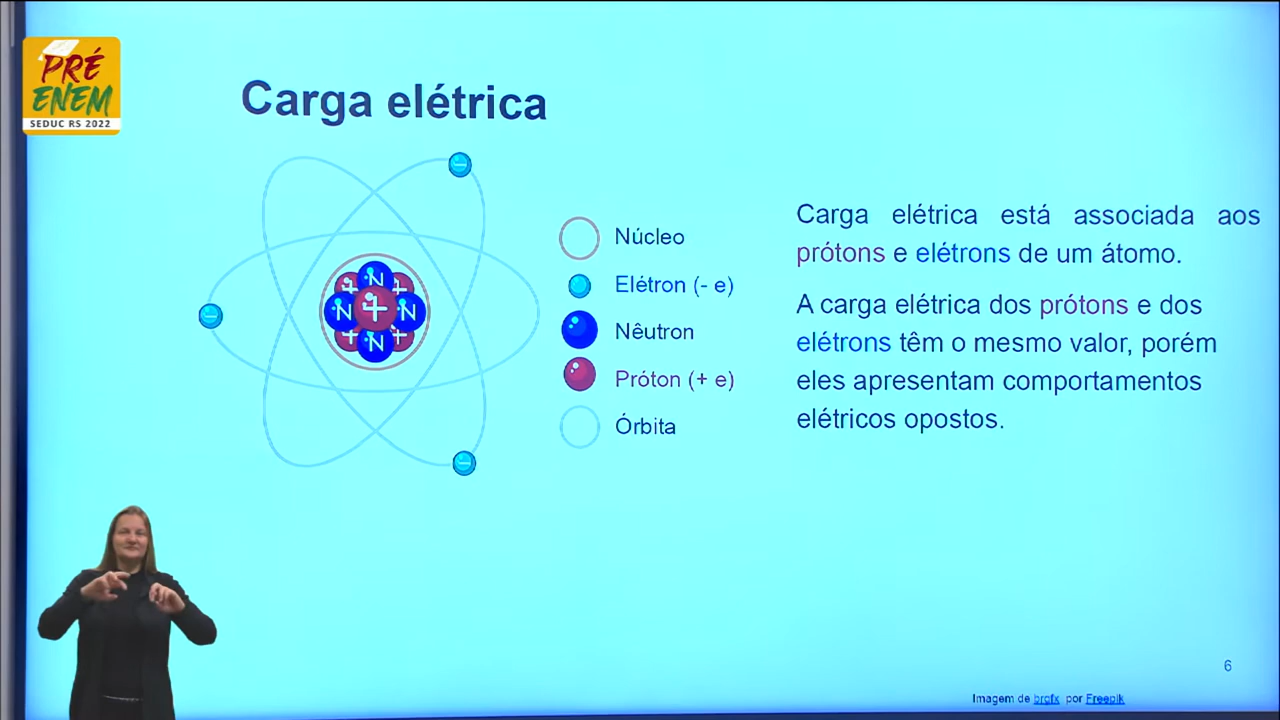 PRÉ
ENEM
SEDUC RS 2022
Carga elétrica
Núcleo
Elétron (- e)
Nêutron
Próton (+ e)
Órbita
N
+
+
N
+
N
+
N
+
Carga elétrica está associada aos
prótons e elétrons de um átomo.
A carga elétrica dos prótons e dos
elétrons têm o mesmo valor, porém
eles apresentam comportamentos
elétricos opostos.
6
Imagem de brgfx por Freepik